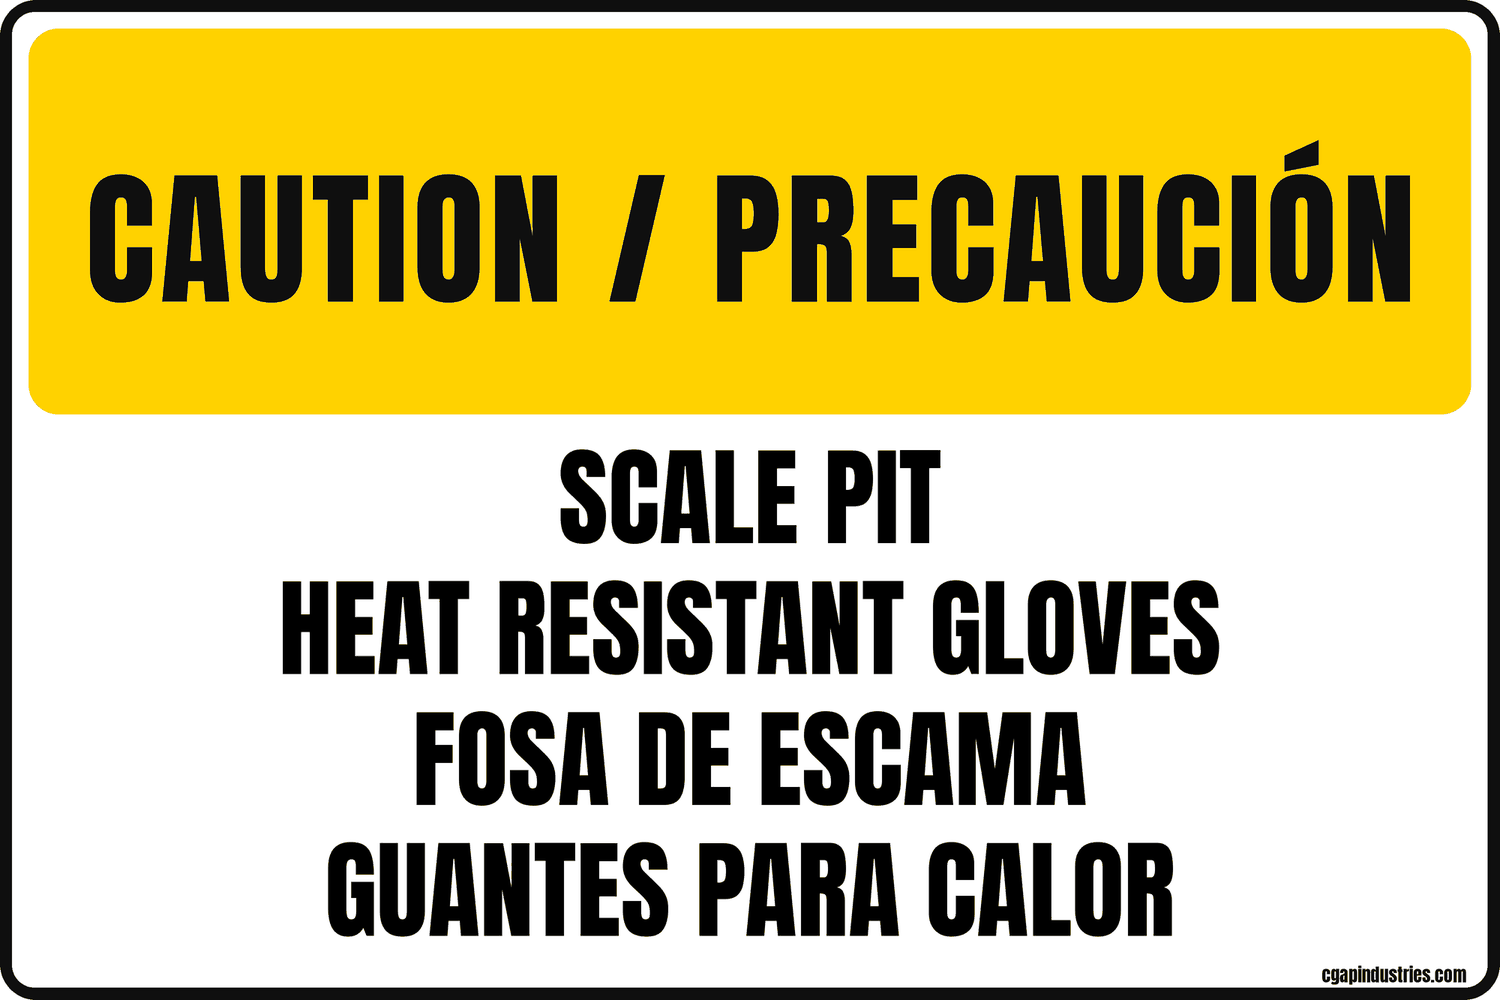 CAUTION / PRECAUCIÓN
SCALE PIT
HEAT RESISTANT GLOVES
FOSA DE ESCAMA
GUANTES PARA CALOR
cgapindustries.com